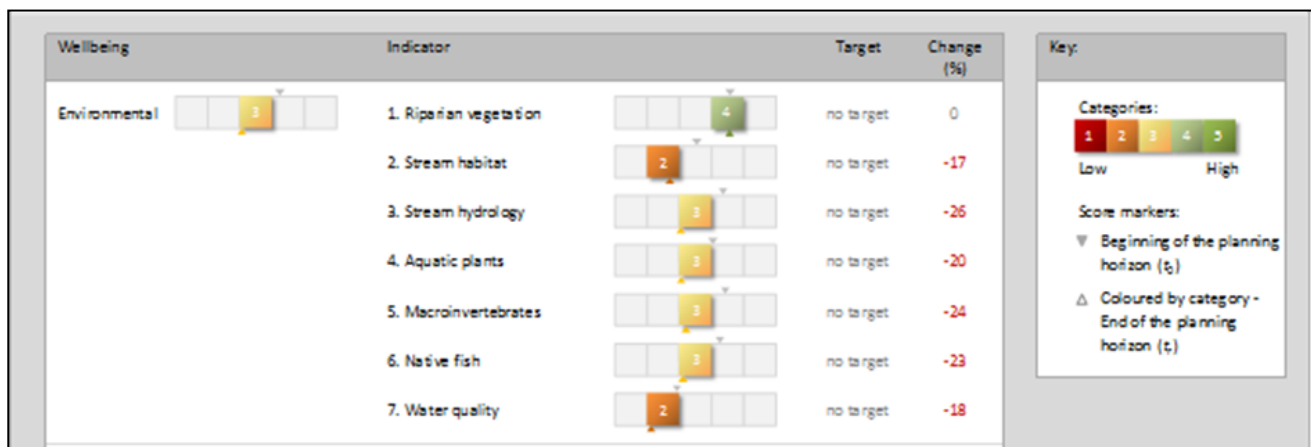 Wellbeing Indicator Target Change (%)
Environmental 3 1. Riparian vegetation 4 no target 0
2. Stream habitat 2 no target -17
3. Stream hydrology 3 no target -26
4. Aquatic plants 3 no target -20
5. Macroinvertebrates 3 no target -24
6. Native fish 3 no target -23
7. Water quality 2 no target -18
Key:
Categories:
1 2 3 4 5
Low High
Score markers:
Beginning of the planning
horizon (t₀)
Coloured by category -
End of the planning
horizon (t